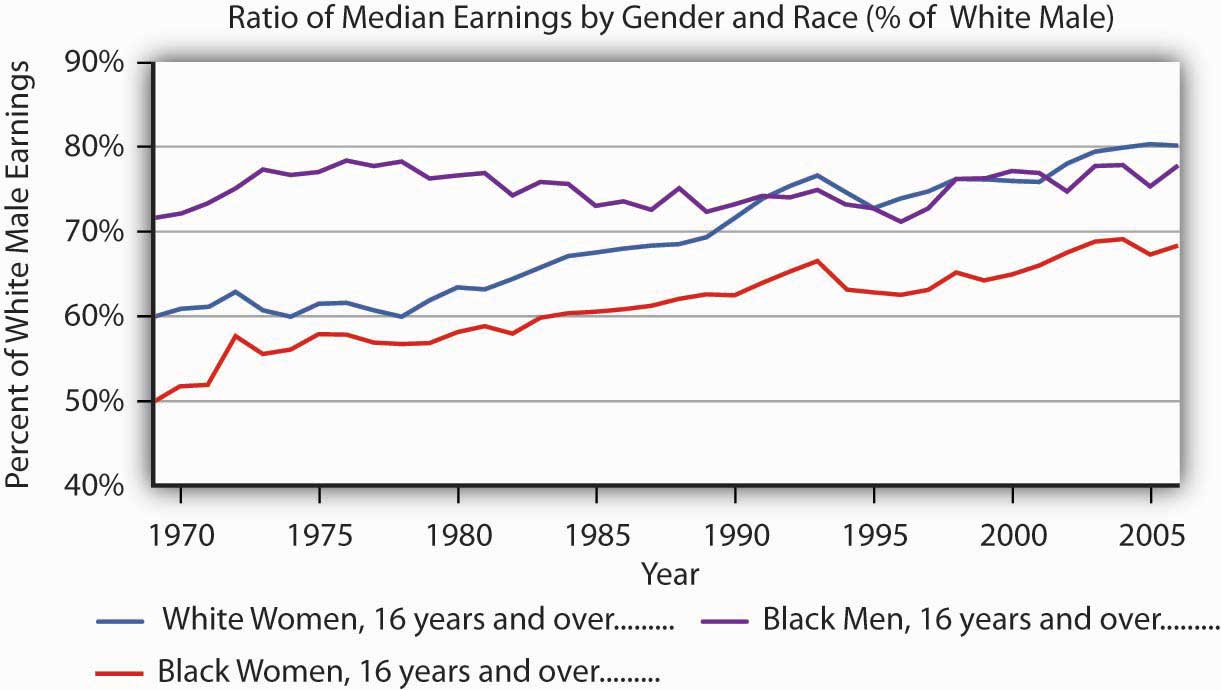 Ratio of Median Earnings by Gender and Race (% of White Male)
Percent of White Male Earnings
90%
80%
70%
60%
50%
40%
1970 1975 1980 1985 1990 1995 2000 2005
Year
White Women, 16 years and over......... Black Men, 16 years and over.........
Black Women, 16 years and over.........